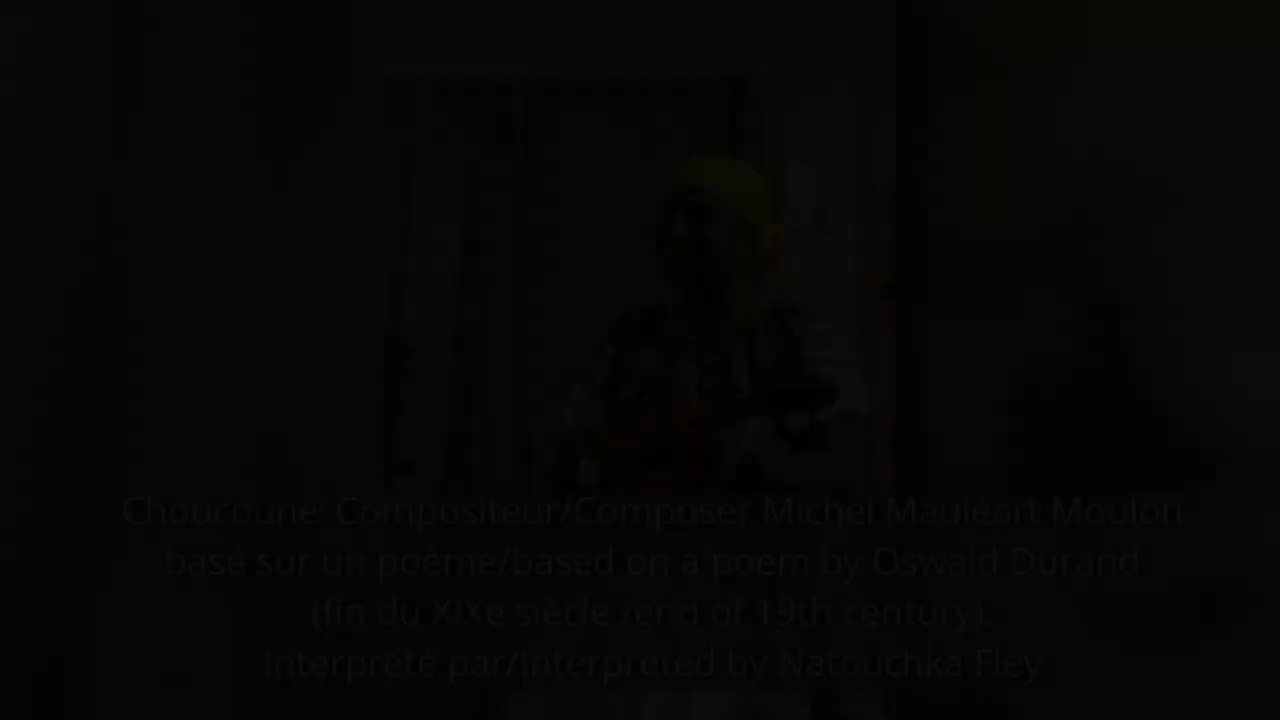 Choucoune' Compositeur/Composer Michel Mauleart Moulon
basé sur un poème/based on a poem by Oswald Durand
(fin du XIXe siècle /end of 19th century).
interprété par/interpreted by Natouchka Fley